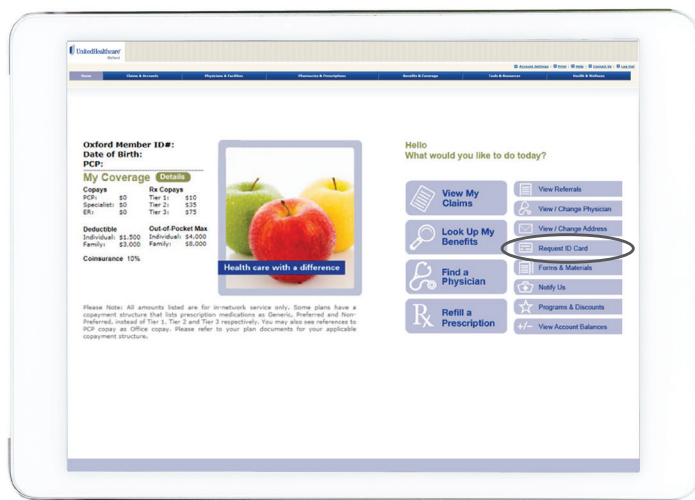 UnitedHealthcare
Oxford
Account Settings | Print | Help | Contact Us | Log Out
Home Claims & Accounts Physicians & Facilities Pharmacies & Prescriptions Benefits & Coverage Tools & Resources Health & Wellness
Oxford Member ID#:
Date of Birth:
PCP:
My Coverage Details
Copays
PCP: $0
Specialist: $0
ER: $0
Rx Copays
Tier 1: $10
Tier 2: $35
Tier 3: $75
Deductible
Individual: $1.500
Family: $3.000
Out-of-Pocket Max
Individual: $4.000
Family: $8.000
Coinsurance 10%
Health care with a difference
Please Note: All amounts listed are for in-network service only. Some plans have a
copayment structure that lists prescription medications as Generic, Preferred and Non-
Preferred, instead of Tier 1, Tier 2 and Tier 3 respectively. You may also see references to
PCP copay as Office copay. Please refer to your plan documents for your applicable
copayment structure.
Hello
What would you like to do today?
View My
Claims
Look Up My
Benefits
Find a
Physician
Refill a
Prescription
View Referrals
View / Change Physician
View / Change Address
Request ID Card
Forms & Materials
Notify Us
Programs & Discounts
View Account Balances